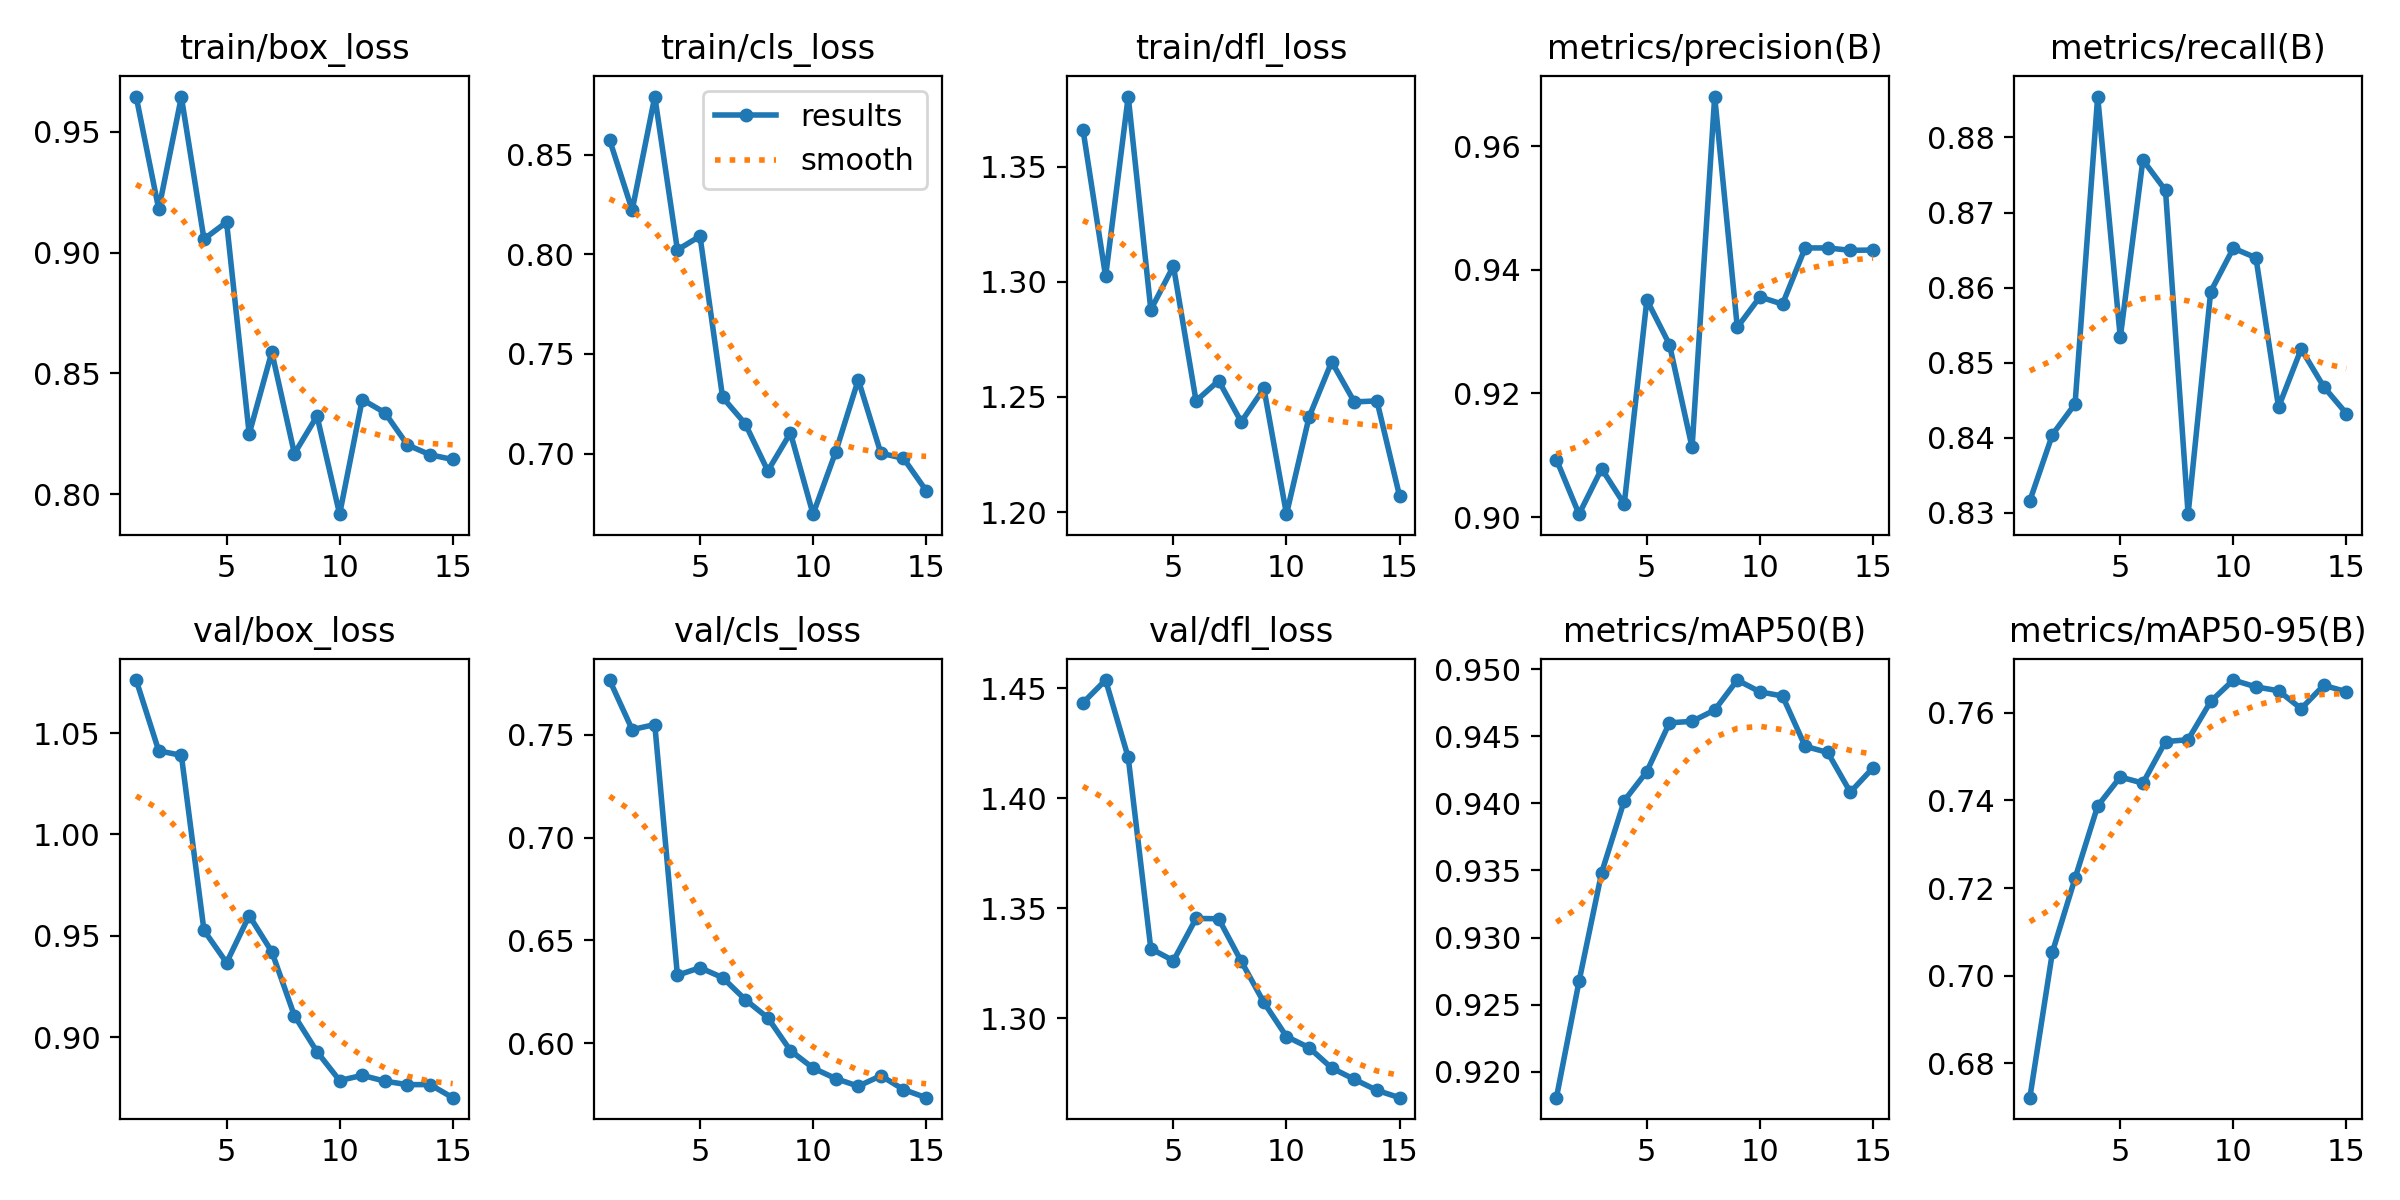 train/box_loss
0.95
0.90
0.85
0.80
5 10 15
train/cls_loss
results
smooth
0.85
0.80
0.75
0.70
5 10 15
train/dfl_loss
1.35
1.30
1.25
1.20
5 10 15
metrics/precision(B)
0.96
0.94
0.92
0.90
5 10 15
metrics/recall(B)
0.88
0.87
0.86
0.85
0.84
0.83
5 10 15
val/box_loss
1.05
1.00
0.95
0.90
5 10 15
val/cls_loss
0.75
0.70
0.65
0.60
5 10 15
val/dfl_loss
1.45
1.40
1.35
1.30
5 10 15
metrics/mAP50(B)
0.950
0.945
0.940
0.935
0.930
0.925
0.920
5 10 15
metrics/mAP50-95(B)
0.76
0.74
0.72
0.70
0.68
5 10 15